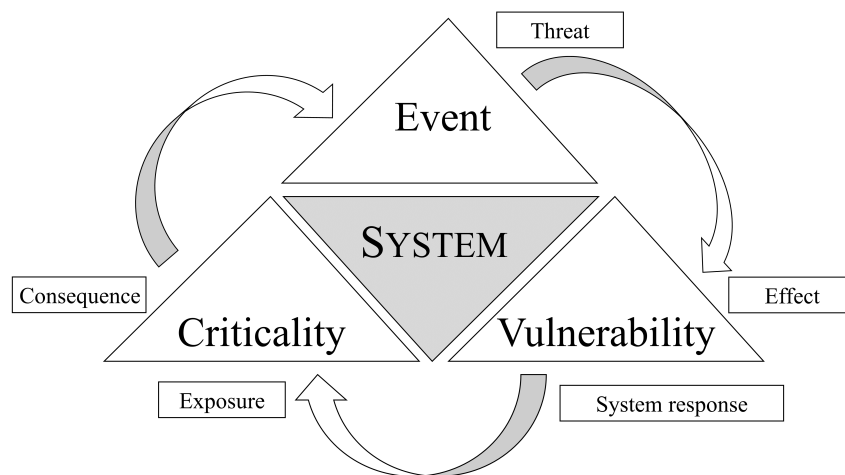 Threat
Event
SYSTEM
Consequence
Effect
Criticality
Vulnerability
Exposure
System response